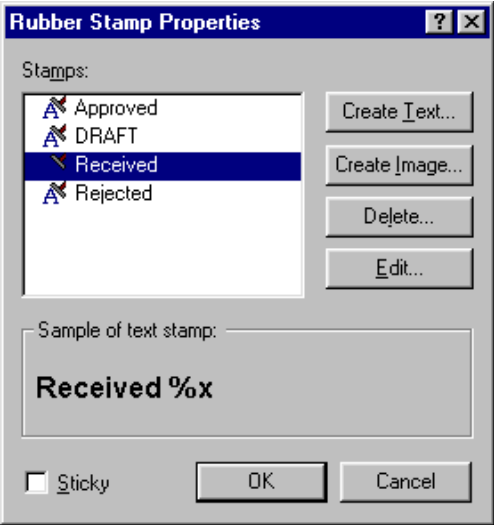 Rubber Stamp Properties
Stamps:
Approved
DRAFT
Received
Rejected
Create Text...
Create Image...
Delete...
Edit...
Sample of text stamp:
Received %x
Sticky
OK
Cancel